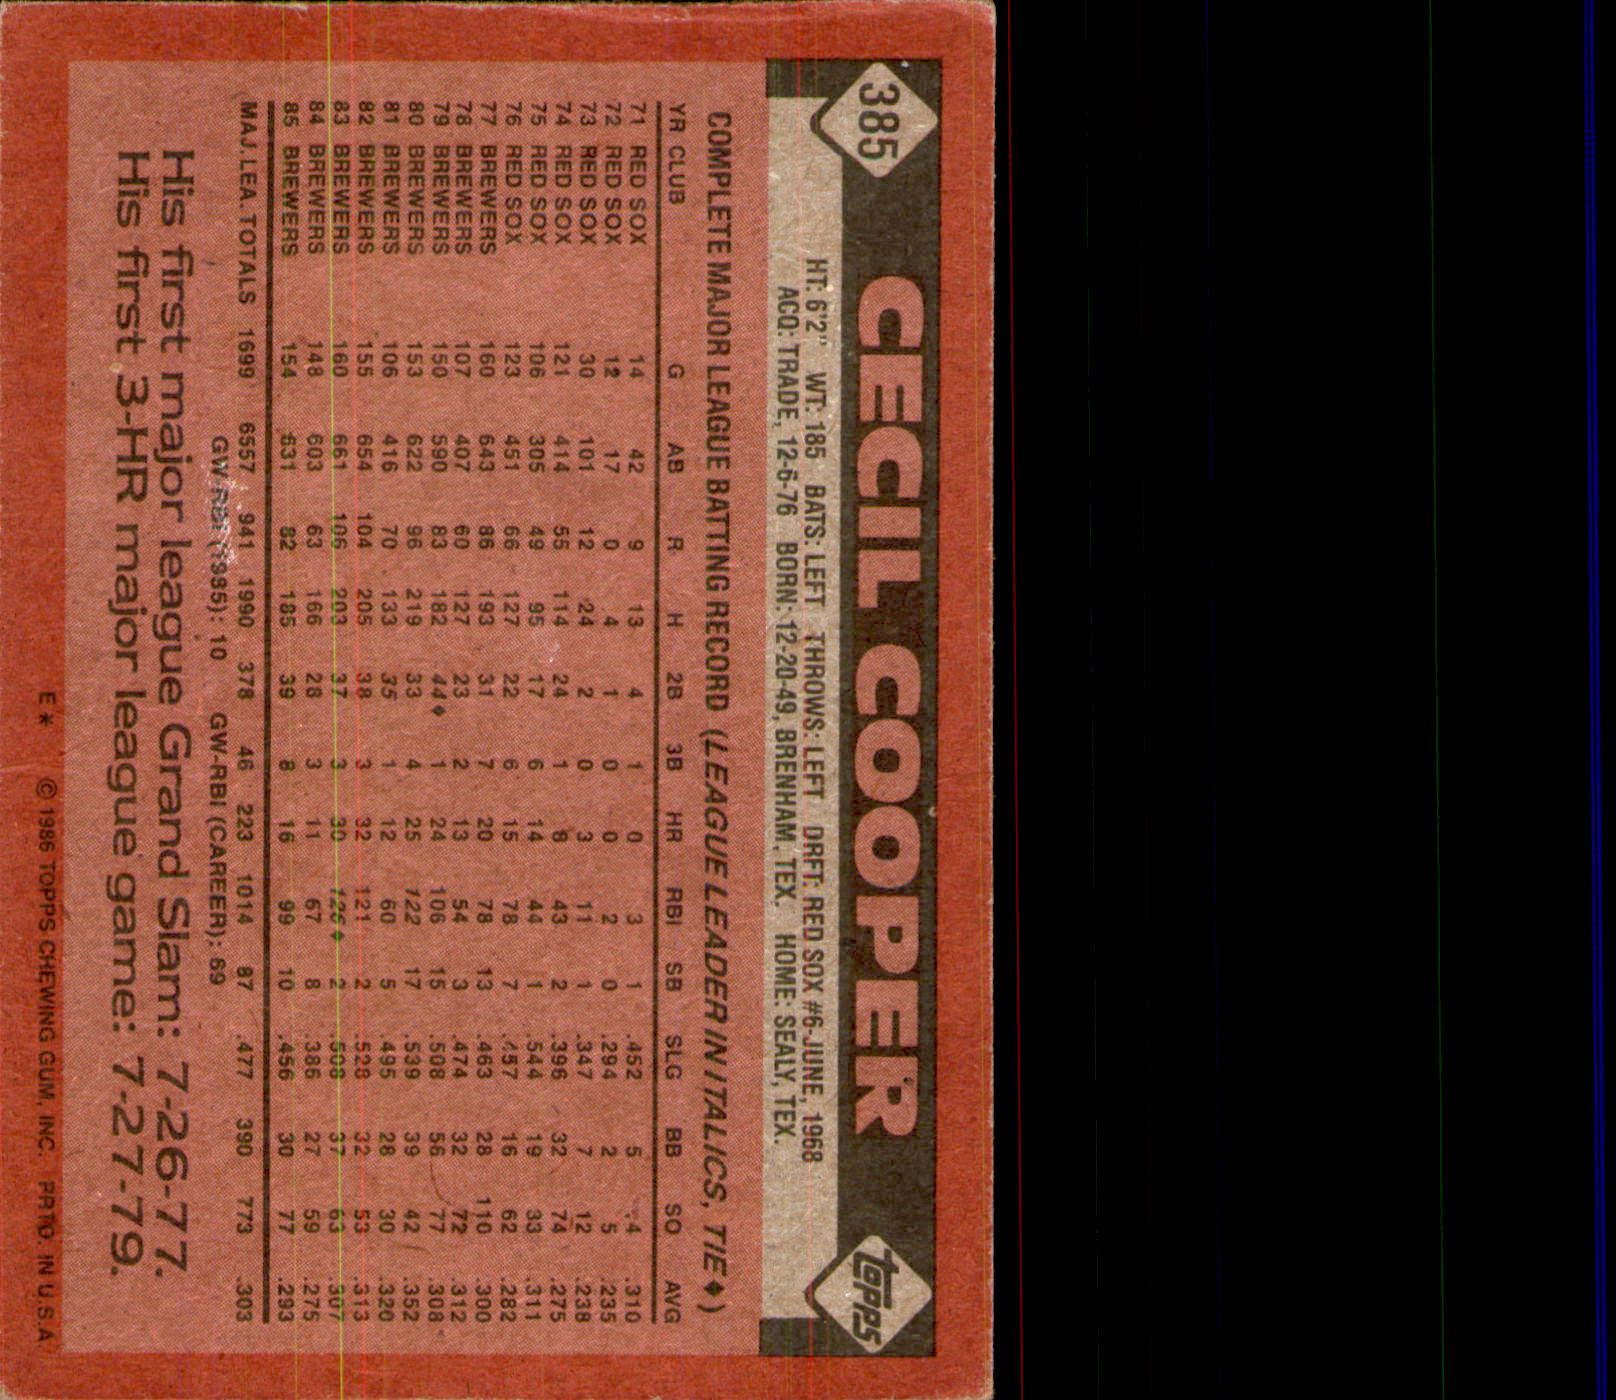 385 CECIL COOPER topps
HT: 6'2" WT: 185 BATS: LEFT THROWS: LEFT DRFT: RED SOX #6-JUNE, 1968
ACQ: TRADE, 12-6-76 BORN: 12-20-49, BRENHAM, TEX. HOME: SEALY, TEX.
COMPLETE MAJOR LEAGUE BATTING RECORD (LEAGUE LEADER IN ITALICS, TIE ♦)
YR CLUB G AB R H 2B 3B HR RBI SB SLG BB SO AVG
71 RED SOX 14 42 9 13 4 1 0 3 1 .452 5 4 .310
72 RED SOX 12 17 0 4 1 0 0 2 0 .294 2 5 .235
73 RED SOX 30 101 12 24 2 0 3 11 1 .347 7 12 .238
74 RED SOX 121 414 55 114 24 1 8 43 2 .396 32 74 .275
75 RED SOX 106 305 49 95 17 6 14 44 1 .544 19 33 .311
76 RED SOX 123 451 66 127 22 6 15 78 7 .457 16 62 .282
77 BREWERS 160 643 86 193 31 7 20 78 13 .463 28 110 .300
78 BREWERS 107 407 60 127 23 2 13 54 3 .474 32 72 .312
79 BREWERS 150 590 83 182 44♦ 1 24 106 15 .508 56 77 .308
80 BREWERS 153 622 96 219 33 4 25 122 17 .539 39 42 .352
81 BREWERS 106 416 70 133 35 1 12 60 5 .495 28 30 .320
82 BREWERS 155 654 104 205 38 3 32 121 2 .528 32 53 .313
83 BREWERS 160 661 106 203 37 3 30 126♦ 2 .508 37 63 .307
84 BREWERS 148 603 63 166 28 3 11 67 8 .386 27 59 .275
85 BREWERS 154 631 82 185 39 8 16 99 10 .456 30 77 .293
MAJ. LEA. TOTALS 1699 6557 941 1990 378 46 223 1014 87 .477 390 773 .303
GW-RBI (1985): 10 GW-RBI (CAREER): 69
His first major league Grand Slam: 7-26-77.
His first 3-HR major league game: 7-27-79.
E * © 1986 TOPPS CHEWING GUM, INC. PRTD. IN U.S.A.